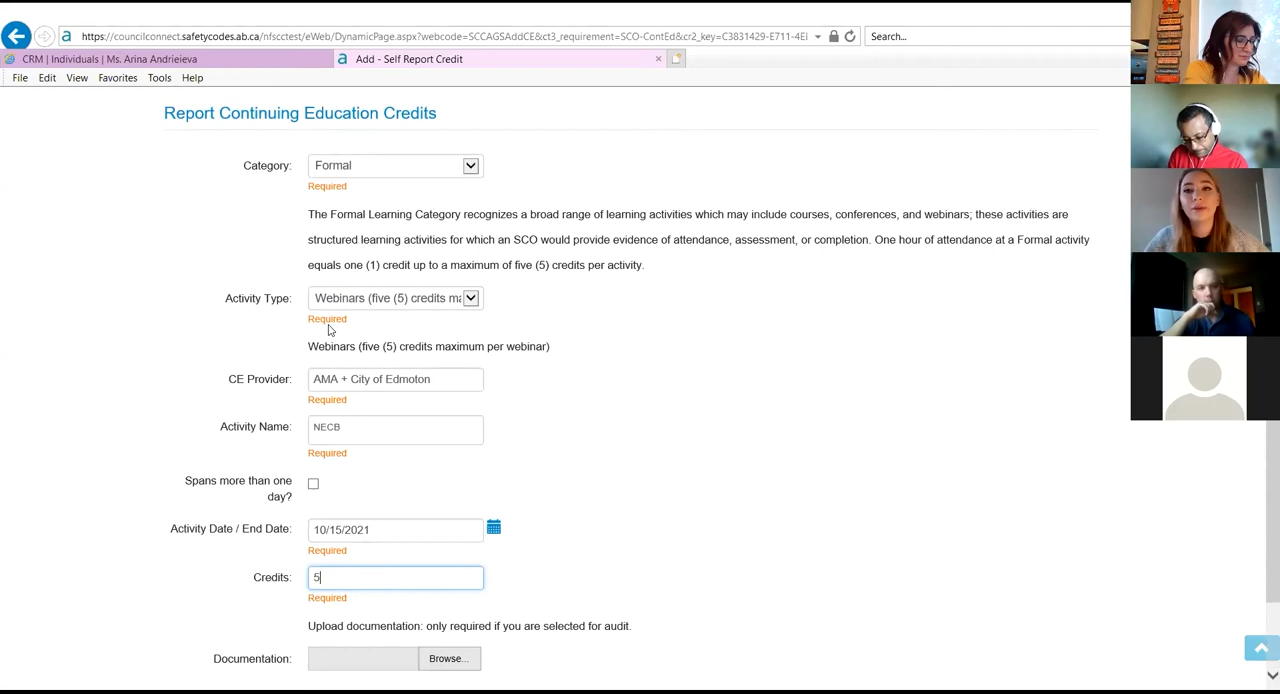 https://councilconnect.safetycodes.ab.ca/nfscctest/eWeb/DynamicPage.aspx?webcode=SCCAGSAddCE&ct3_requirement=SCO-ContEd&cr2_key=C3831429-E711-4EI
Search...
CRM | Individuals | Ms. Arina Andrieieva
Add - Self Report Credit
File Edit View Favorites Tools Help
Report Continuing Education Credits
Category: Formal
Required
The Formal Learning Category recognizes a broad range of learning activities which may include courses, conferences, and webinars; these activities are
structured learning activities for which an SCO would provide evidence of attendance, assessment, or completion. One hour of attendance at a Formal activity
equals one (1) credit up to a maximum of five (5) credits per activity.
Activity Type: Webinars (five (5) credits ma
Required
Webinars (five (5) credits maximum per webinar)
CE Provider: AMA + City of Edmoton
Required
Activity Name: NECB
Required
Spans more than one
day?
Activity Date / End Date: 10/15/2021
Required
Credits: 5
Required
Upload documentation: only required if you are selected for audit.
Documentation: Browse...